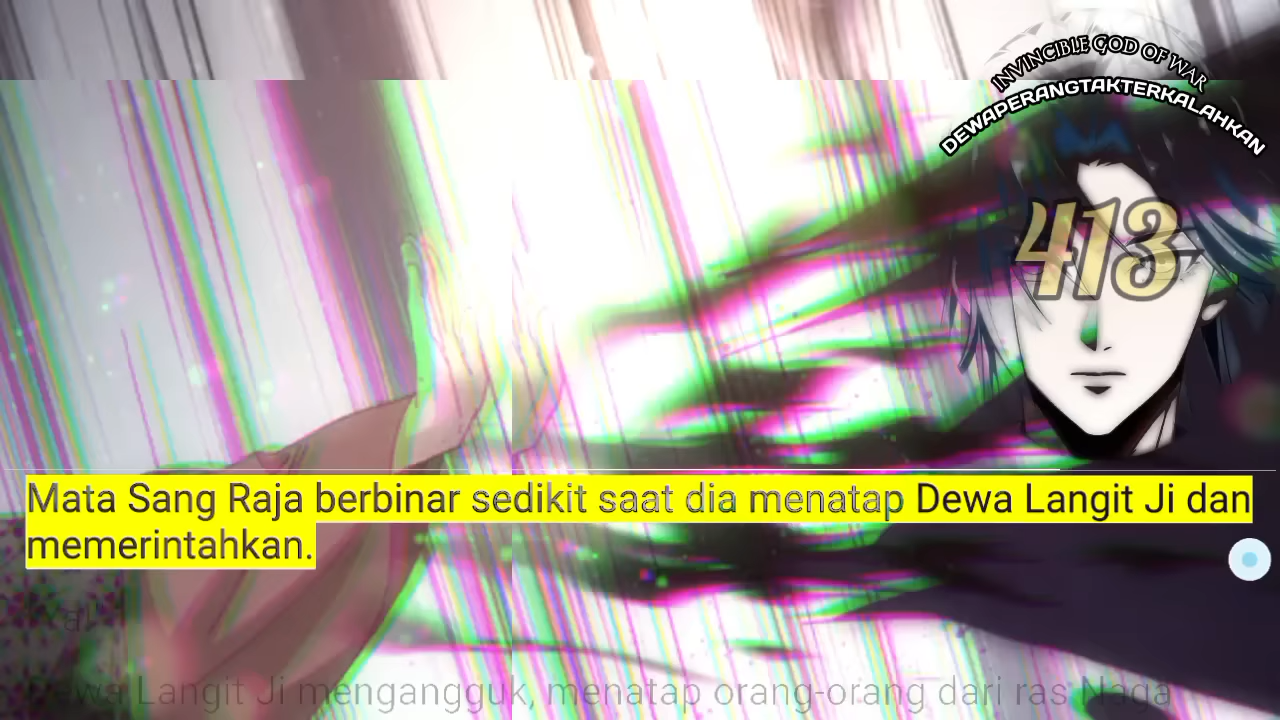 INVINCIBLE GOD OF WAR
DEWAPERANGTAKTERKALAHKAN
413
Mata Sang Raja berbinar sedikit saat dia menatap Dewa Langit Ji dan
memerintahkan.
Dewa Langit Ji mengangguk, menatap orang-orang dari ras Naga